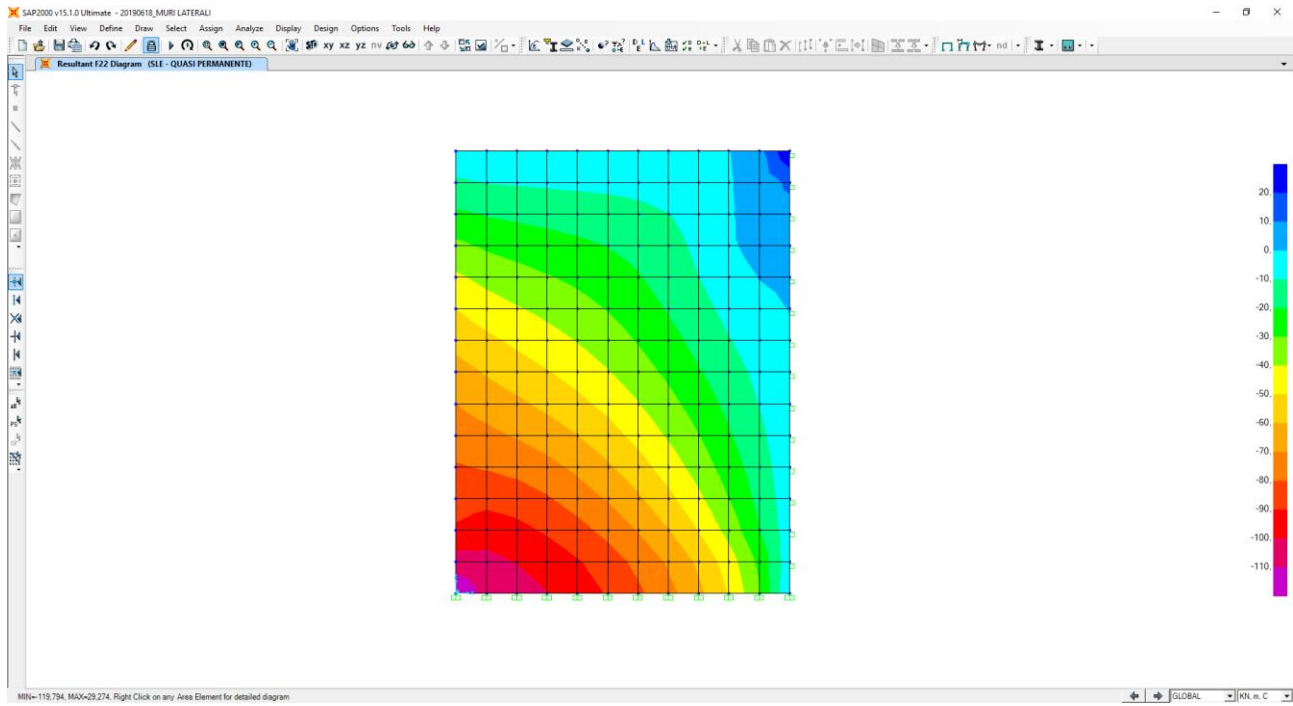 SAP2000 v15.1.0 Ultimate - 20190618_MURI LATERALI
File Edit View Define Draw Select Assign Analyze Display Design Options Tools Help
xy xz yz nv nd
Resultant F22 Diagram (SLE - QUASI PERMANENTE)
20.
10.
0.
-10.
-20.
-30.
-40.
-50.
-60.
-70.
-80.
-90.
-100.
-110.
MIN=-119,794, MAX=29,274, Right Click on any Area Element for detailed diagram
GLOBAL
KN, m, C